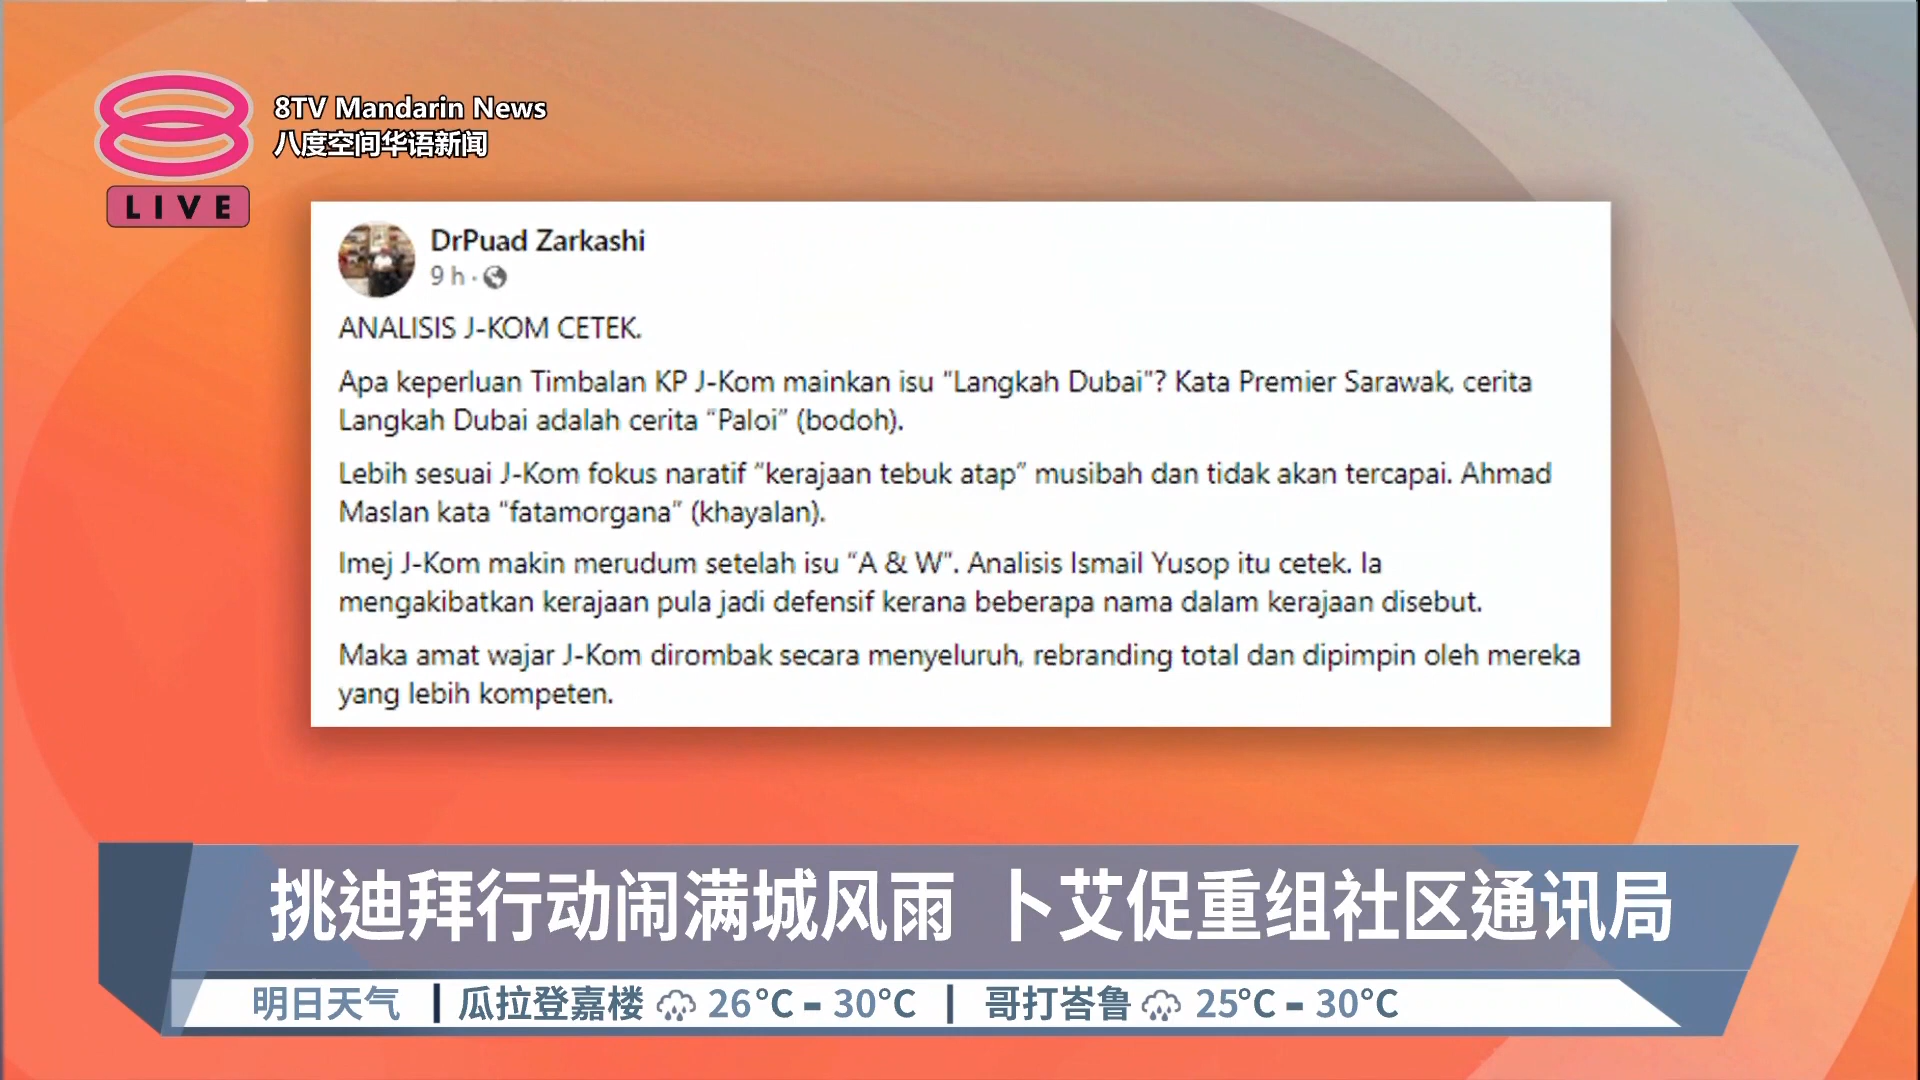 8TV Mandarin News
八度空间华语新闻
LIVE
DrPuad Zarkashi
9 h ·
ANALISIS J-KOM CETEK.
Apa keperluan Timbalan KP J-Kom mainkan isu “Langkah Dubai”? Kata Premier Sarawak, cerita
Langkah Dubai adalah cerita “Paloi” (bodoh).
Lebih sesuai J-Kom fokus naratif “kerajaan tebuk atap” musibah dan tidak akan tercapai. Ahmad
Maslan kata “fatamorgana” (khayalan).
Imej J-Kom makin merudum setelah isu “A & W”. Analisis Ismail Yusop itu cetek. Ia
mengakibatkan kerajaan pula jadi defensif kerana beberapa nama dalam kerajaan disebut.
Maka amat wajar J-Kom dirombak secara menyeluruh, rebranding total dan dipimpin oleh mereka
yang lebih kompeten.
挑迪拜行动闹满城风雨 卜艾促重组社区通讯局
明日天气 | 瓜拉登嘉楼 26°C - 30°C | 哥打峇鲁 25°C - 30°C